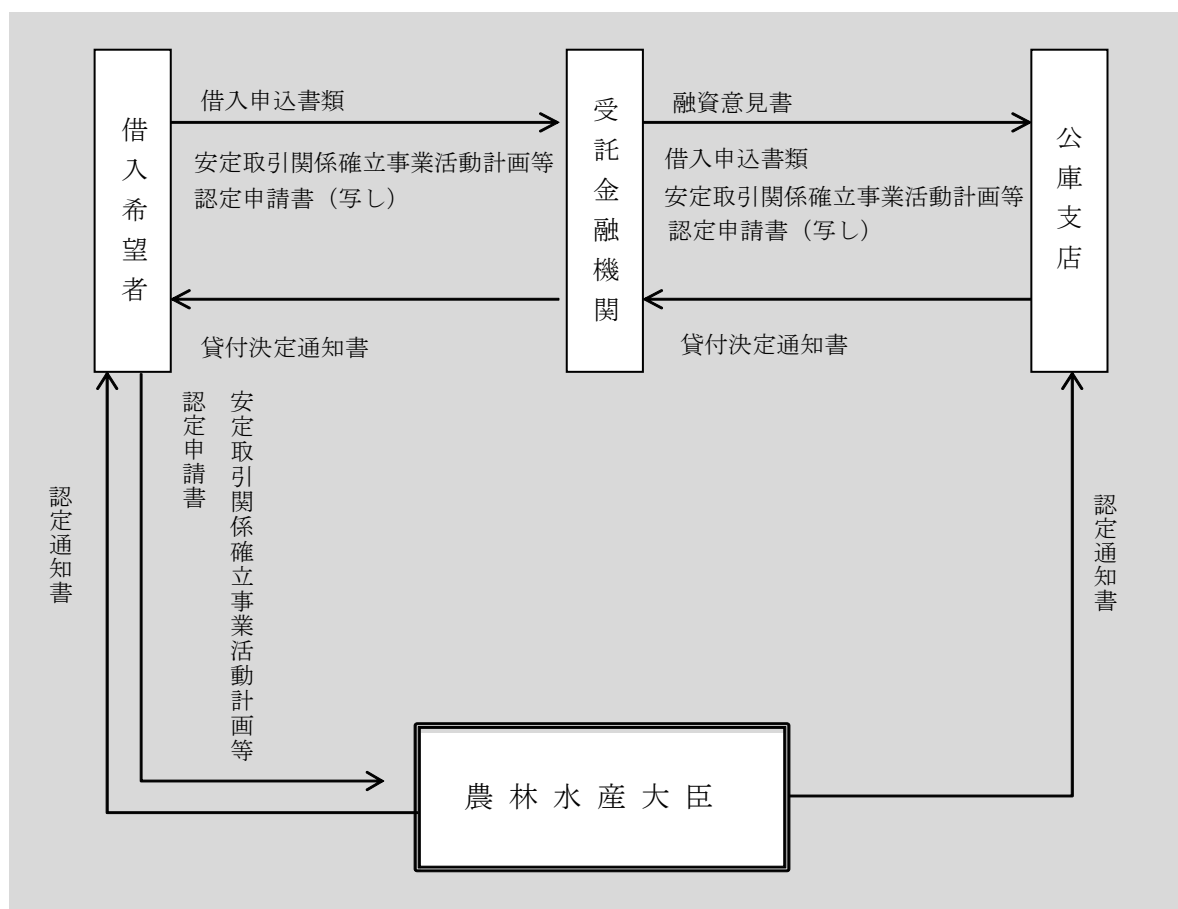 借入希望者
借入申込書類
安定取引関係確立事業活動計画等
認定申請書（写し）
受託金融機関
融資意見書
借入申込書類
安定取引関係確立事業活動計画等
認定申請書（写し）
公庫支店
貸付決定通知書
貸付決定通知書
安定取引関係確立事業活動計画等
認定申請書
認定通知書
認定通知書
農林水産大臣